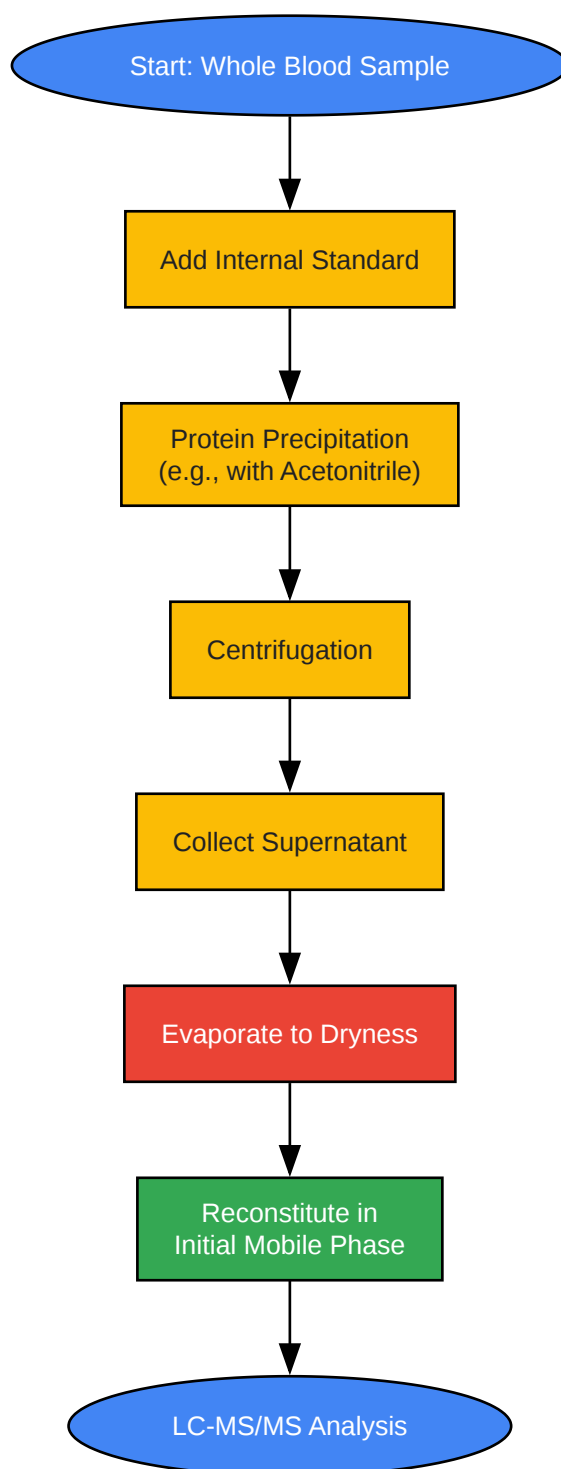 Start: Whole Blood Sample
Add Internal Standard
Protein Precipitation
(e.g., with Acetonitrile)
Centrifugation
Collect Supernatant
Evaporate to Dryness
Reconstitute in
Initial Mobile Phase
LC-MS/MS Analysis